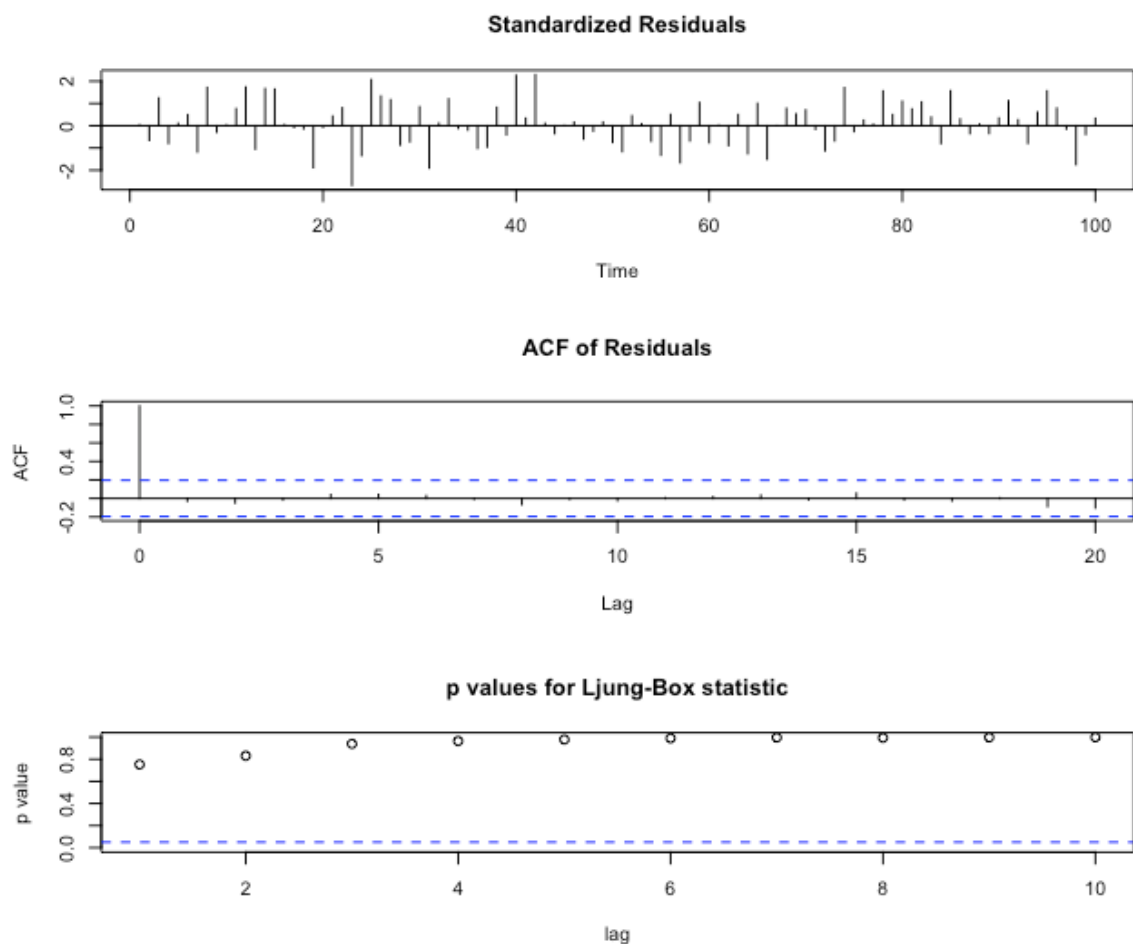 Standardized Residuals
2
0
-2
0 20 40 60 80 100
Time
ACF of Residuals
ACF
1.0
0.4
-0.2
0 5 10 15 20
Lag
p values for Ljung-Box statistic
p value
0.8
0.4
0.0
2 4 6 8 10
lag